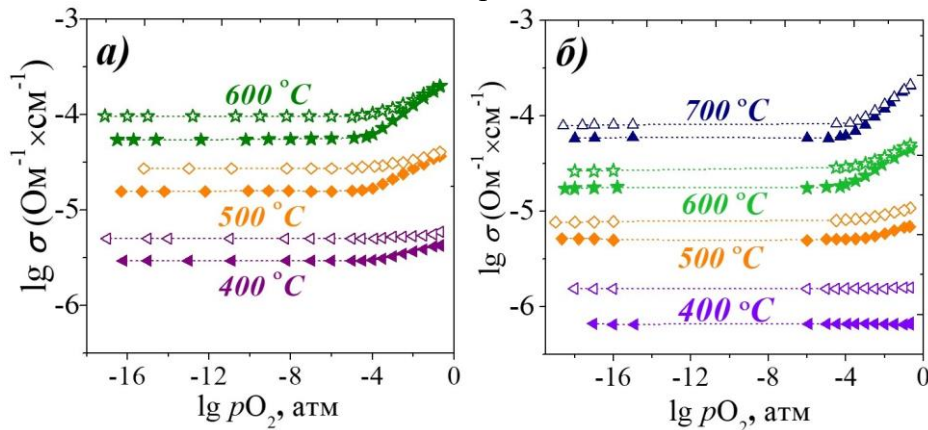 а)
-3
-4
-5
-6
lg σ (Ом⁻¹ ×см⁻¹)
600 °C
500 °C
400 °C
-16 -12 -8 -4 0
lg pO₂, атм
б)
-3
-4
-5
-6
lg σ (Ом⁻¹ ×см⁻¹)
700 °C
600 °C
500 °C
400 °C
-16 -12 -8 -4 0
lg pO₂, атм